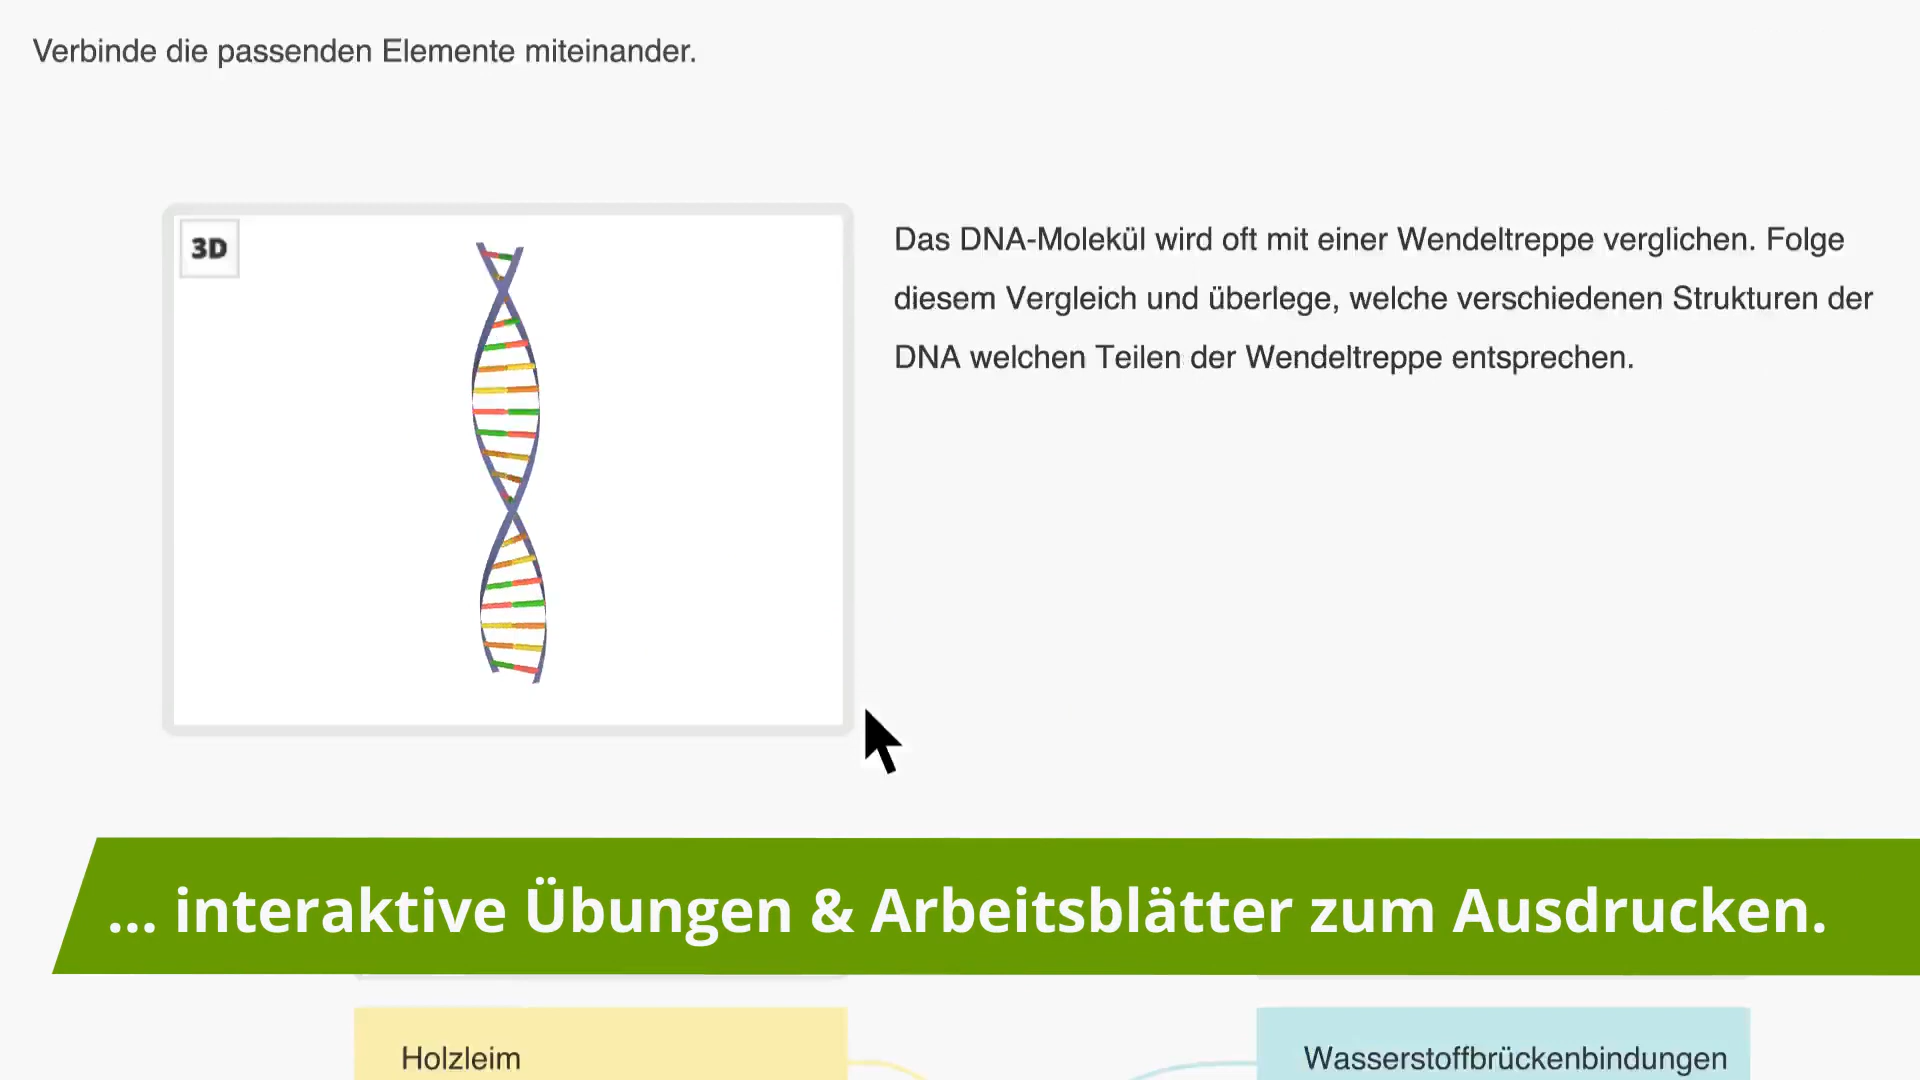 Verbinde die passenden Elemente miteinander.
3D
Das DNA-Molekül wird oft mit einer Wendeltreppe verglichen. Folge
diesem Vergleich und überlege, welche verschiedenen Strukturen der
DNA welchen Teilen der Wendeltreppe entsprechen.
... interaktive Übungen & Arbeitsblätter zum Ausdrucken.
Holzleim
Wasserstoffbrückenbindungen